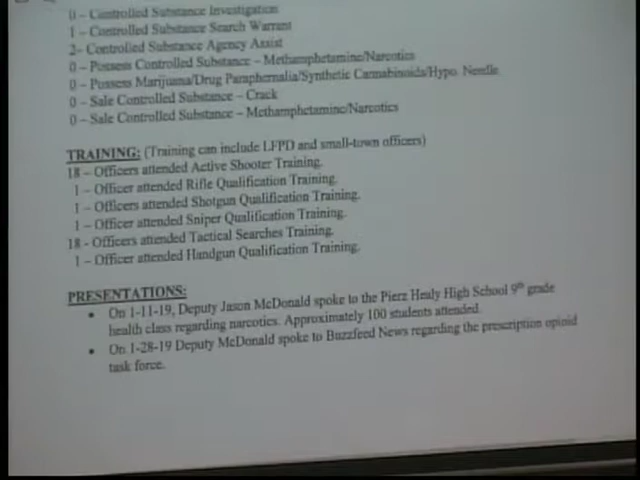 0 – Controlled Substance Investigation
1 – Controlled Substance Search Warrant
2– Controlled Substance Agency Assist
0 – Possess Controlled Substance – Methamphetamine/Narcotics
0 – Possess Marijuana/Drug Paraphernalia/Synthetic Cannabinoids/Hypo. Needle
0 – Sale Controlled Substance – Crack
0 – Sale Controlled Substance – Methamphetamine/Narcotics
TRAINING: (Training can include LFPD and small-town officers)
18 – Officers attended Active Shooter Training.
1 – Officer attended Rifle Qualification Training.
1 – Officer attended Shotgun Qualification Training.
1 – Officer attended Sniper Qualification Training.
18 - Officers attended Tactical Searches Training.
1 – Officer attended Handgun Qualification Training.
PRESENTATIONS:
• On 1-11-19, Deputy Jason McDonald spoke to the Pierz Healy High School 9th grade
health class regarding narcotics. Approximately 100 students attended.
• On 1-28-19 Deputy McDonald spoke to Buzzfeed News regarding the prescription opioid
task force.